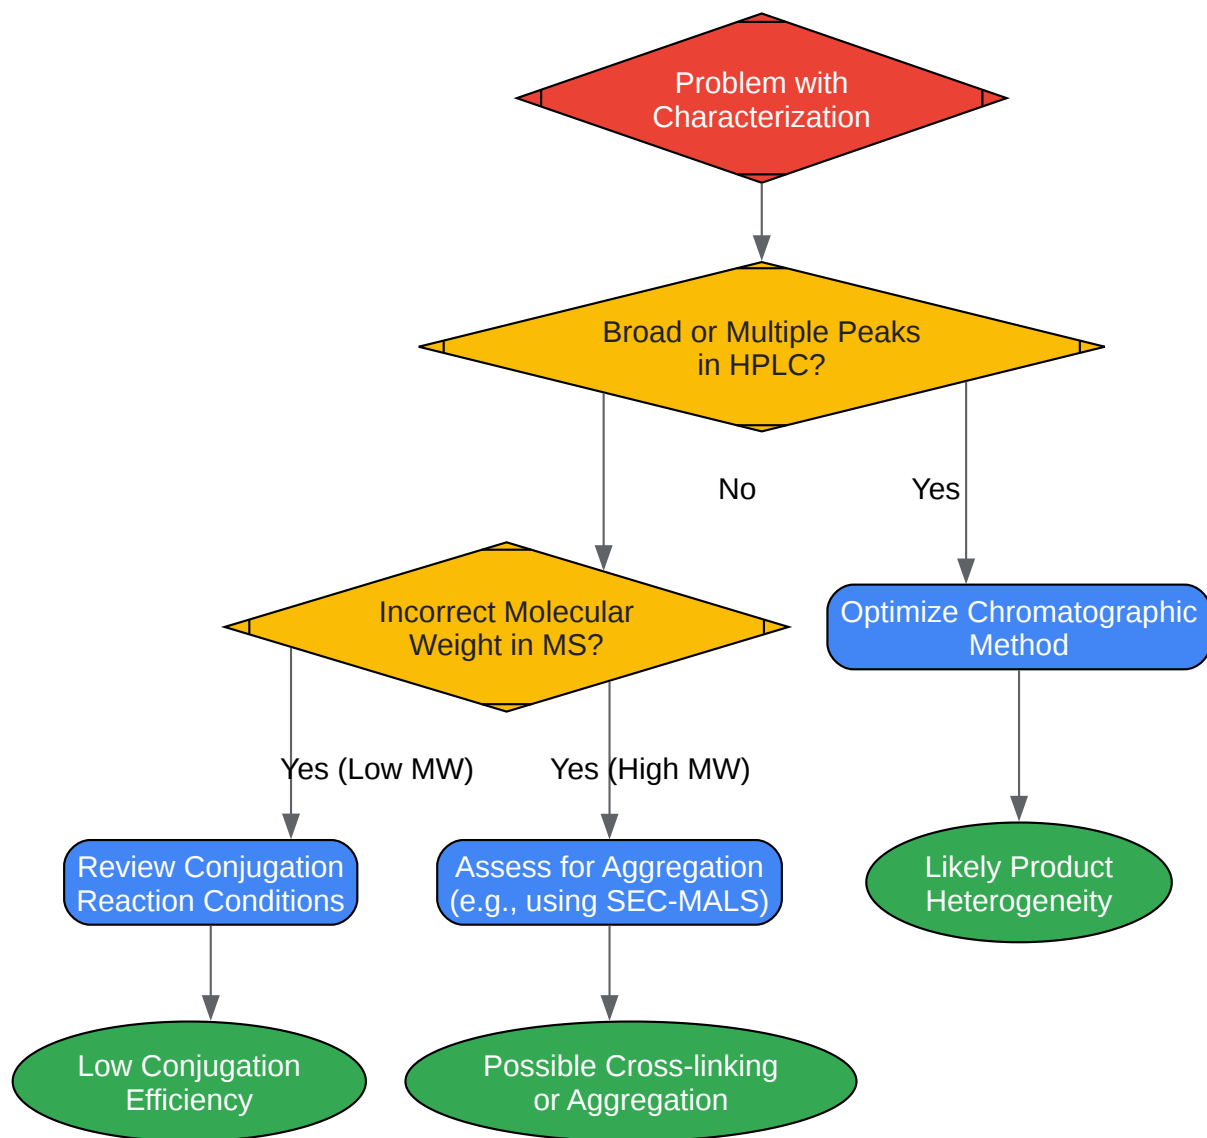 Problem with
Characterization
Broad or Multiple Peaks
in HPLC?
No
Yes
Incorrect Molecular
Weight in MS?
Optimize Chromatographic
Method
Yes (Low MW)
Yes (High MW)
Review Conjugation
Reaction Conditions
Assess for Aggregation
(e.g., using SEC-MALS)
Likely Product
Heterogeneity
Low Conjugation
Efficiency
Possible Cross-linking
or Aggregation